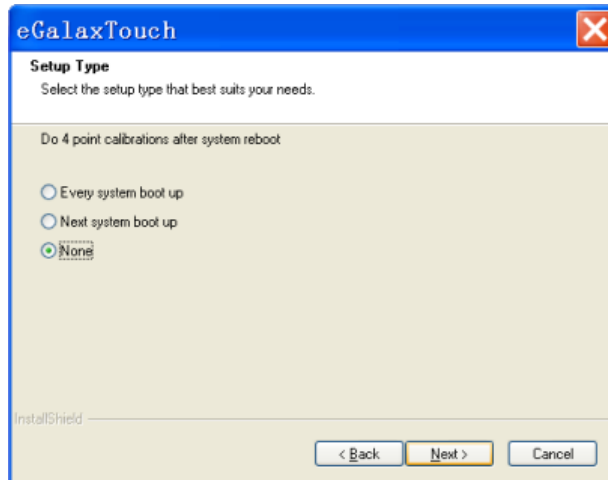 eGalaxTouch
Setup Type
Select the setup type that best suits your needs.
Do 4 point calibrations after system reboot
Every system boot up
Next system boot up
None
InstallShield
< Back
Next >
Cancel